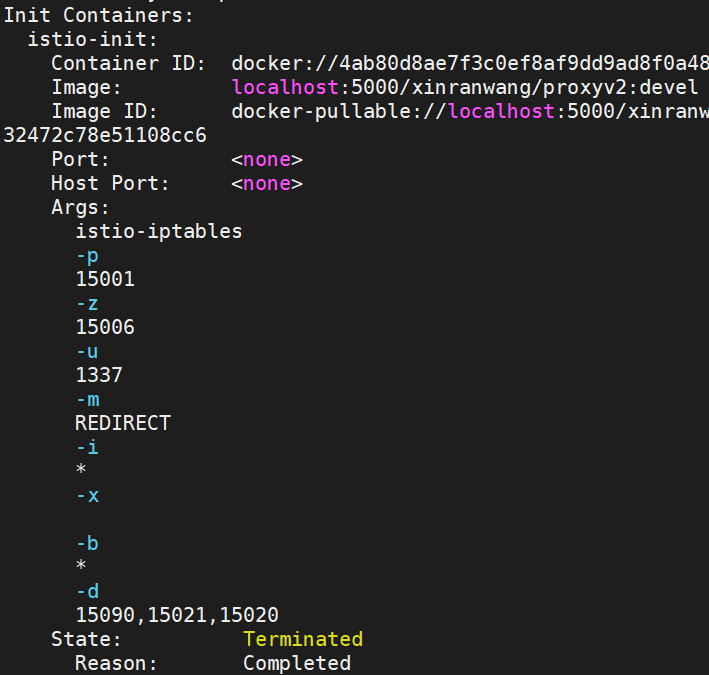 Init Containers:
istio-init:
Container ID: docker://4ab80d8ae7f3c0ef8af9dd9ad8f0a48
Image: localhost:5000/xinranwang/proxyv2:devel
Image ID: docker-pullable://localhost:5000/xinranw
32472c78e51108cc6
Port: <none>
Host Port: <none>
Args:
istio-iptables
-p
15001
-z
15006
-u
1337
-m
REDIRECT
-i
*
-x
-b
*
-d
15090,15021,15020
State: Terminated
Reason: Completed